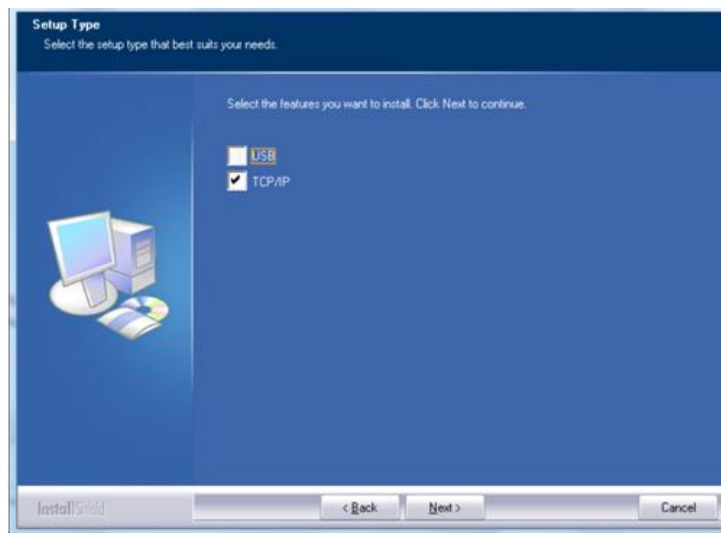 Setup Type
Select the setup type that best suits your needs.
Select the features you want to install. Click Next to continue.
USB
TCP/IP
InstallShield
< Back
Next >
Cancel